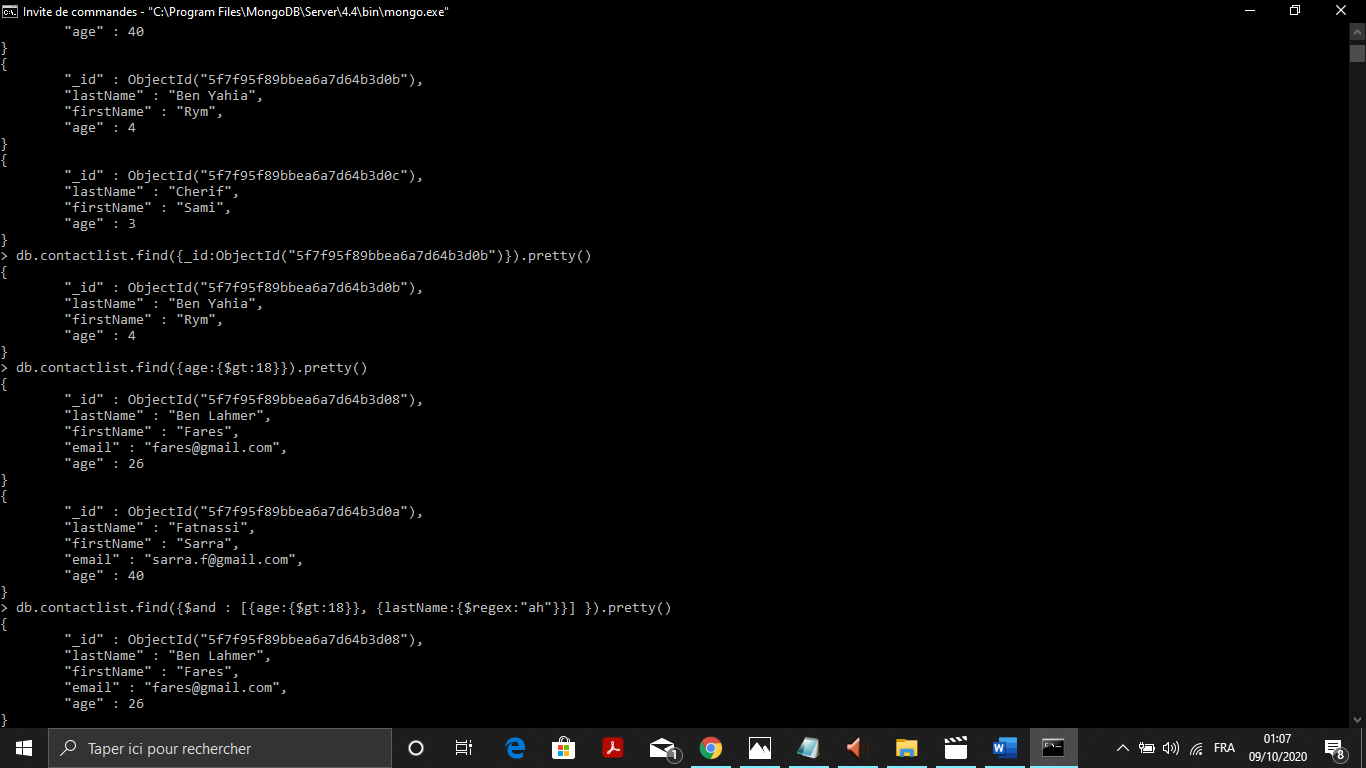 Invite de commandes - "C:\Program Files\MongoDB\Server\4.4\bin\mongo.exe"
"age" : 40
}
{
"_id" : ObjectId("5f7f95f89bbea6a7d64b3d0b"),
"lastName" : "Ben Yahia",
"firstName" : "Rym",
"age" : 4
}
{
"_id" : ObjectId("5f7f95f89bbea6a7d64b3d0c"),
"lastName" : "Cherif",
"firstName" : "Sami",
"age" : 3
}
> db.contactlist.find({_id:ObjectId("5f7f95f89bbea6a7d64b3d0b")}).pretty()
{
"_id" : ObjectId("5f7f95f89bbea6a7d64b3d0b"),
"lastName" : "Ben Yahia",
"firstName" : "Rym",
"age" : 4
}
> db.contactlist.find({age:{$gt:18}}).pretty()
{
"_id" : ObjectId("5f7f95f89bbea6a7d64b3d08"),
"lastName" : "Ben Lahmer",
"firstName" : "Fares",
"email" : "fares@gmail.com",
"age" : 26
}
{
"_id" : ObjectId("5f7f95f89bbea6a7d64b3d0a"),
"lastName" : "Fatnassi",
"firstName" : "Sarra",
"email" : "sarra.f@gmail.com",
"age" : 40
}
> db.contactlist.find({$and : [{age:{$gt:18}}, {lastName:{$regex:"ah"}}] }).pretty()
{
"_id" : ObjectId("5f7f95f89bbea6a7d64b3d08"),
"lastName" : "Ben Lahmer",
"firstName" : "Fares",
"email" : "fares@gmail.com",
"age" : 26
}
Taper ici pour rechercher
1
FRA
01:07
09/10/2020
8